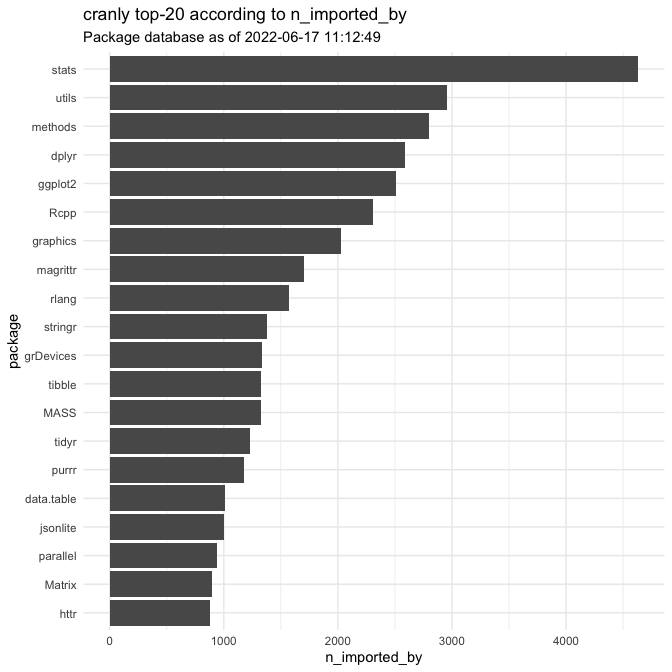 cranly top-20 according to n_imported_by
Package database as of 2022-06-17 11:12:49
package
stats
utils
methods
dplyr
ggplot2
Rcpp
graphics
magrittr
rlang
stringr
grDevices
tibble
MASS
tidyr
purrr
data.table
jsonlite
parallel
Matrix
httr
0 1000 2000 3000 4000
n_imported_by